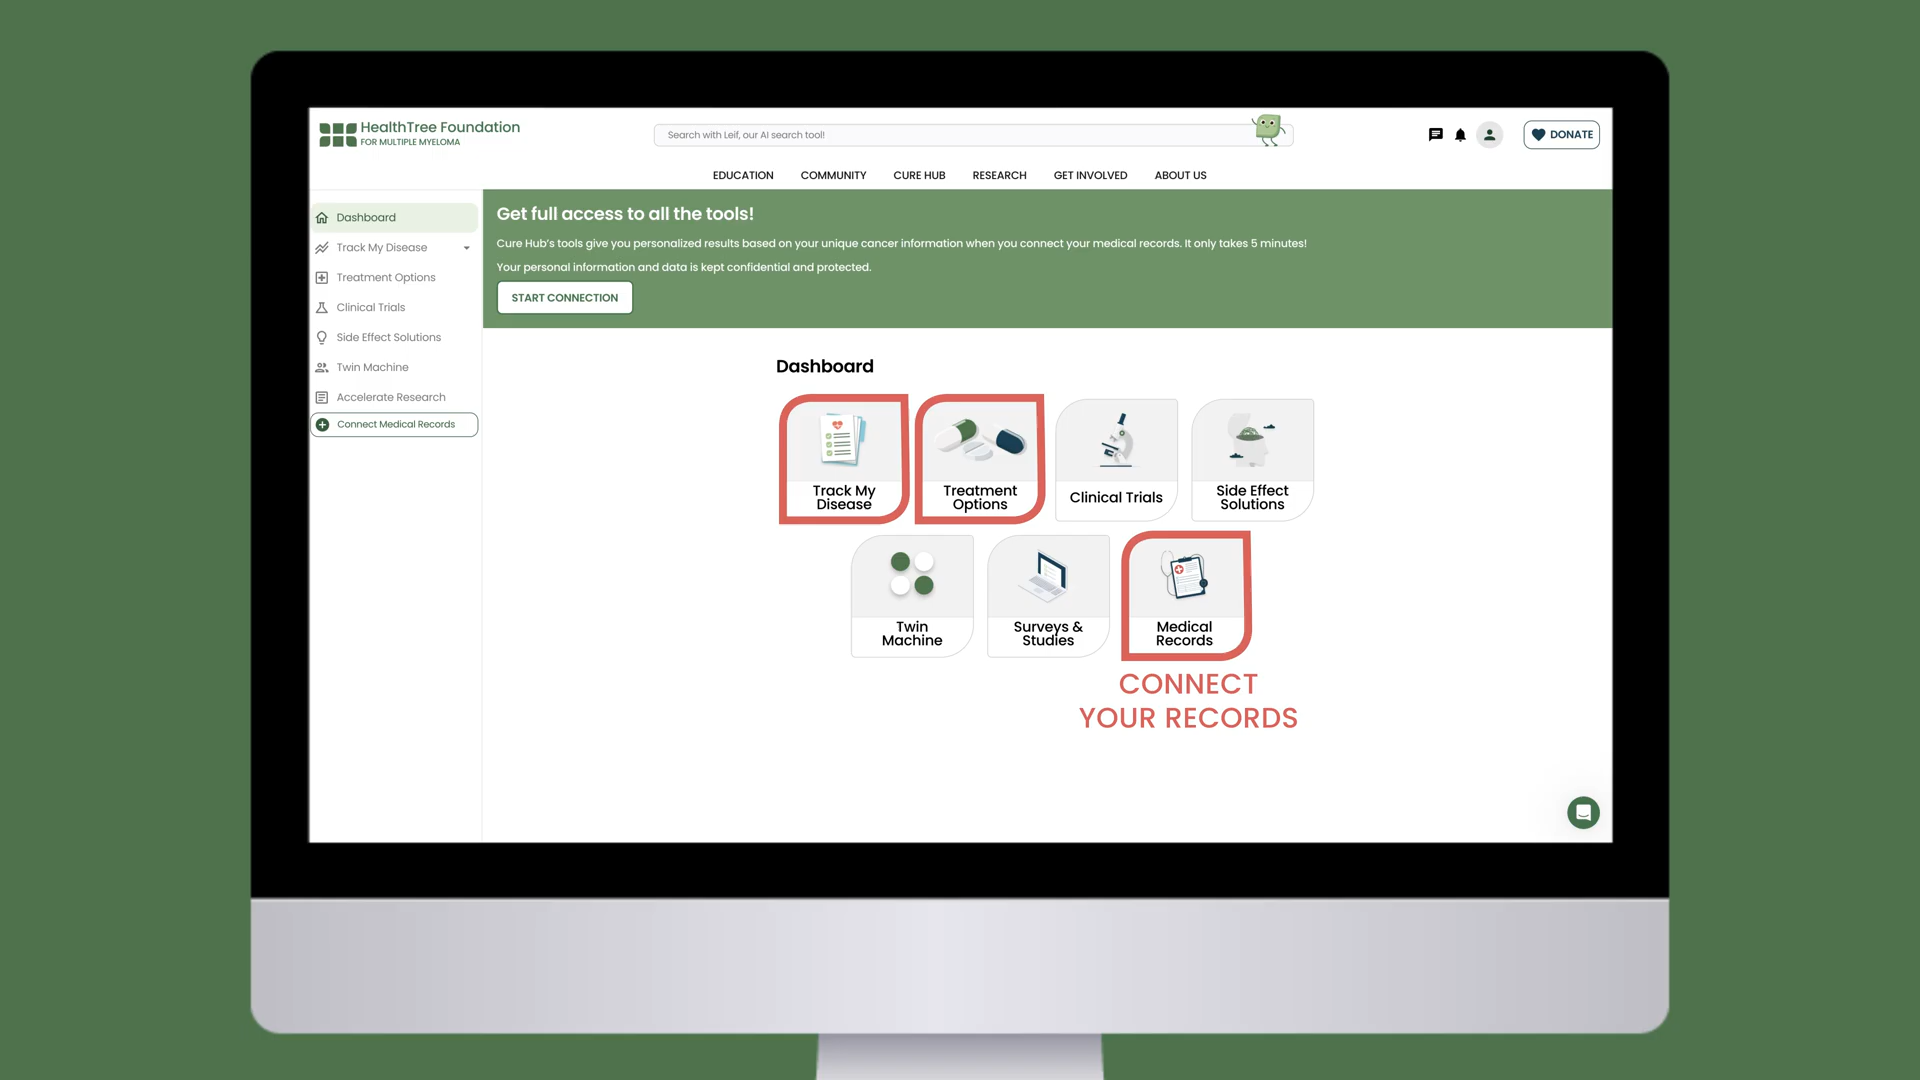 HealthTree Foundation
FOR MULTIPLE MYELOMA
Search with Leif, our AI search tool!
DONATE
EDUCATION COMMUNITY CURE HUB RESEARCH GET INVOLVED ABOUT US
Dashboard
Track My Disease
Treatment Options
Clinical Trials
Side Effect Solutions
Twin Machine
Accelerate Research
Connect Medical Records
Get full access to all the tools!
Cure Hub's tools give you personalized results based on your unique cancer information when you connect your medical records. It only takes 5 minutes!
Your personal information and data is kept confidential and protected.
START CONNECTION
Dashboard
Track My
Disease
Treatment
Options
Clinical Trials
Side Effect
Solutions
Twin
Machine
Surveys &
Studies
Medical
Records
CONNECT
YOUR RECORDS